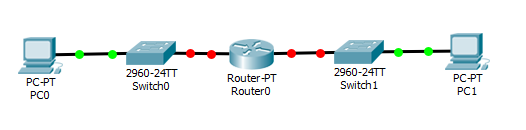 PC-PT
PC0
2960-24TT
Switch0
Router-PT
Router0
2960-24TT
Switch1
PC-PT
PC1